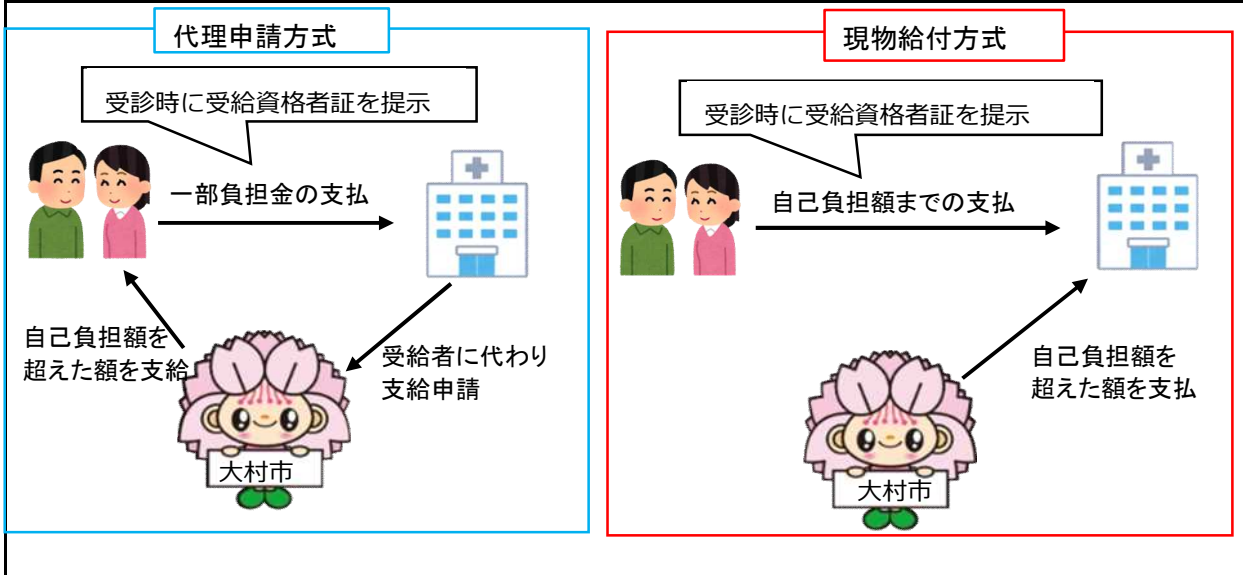 代理申請方式
受診時に受給資格者証を提示
一部負担金の支払
自己負担額を
超えた額を支給
受給者に代わり
支給申請
大村市
現物給付方式
受診時に受給資格者証を提示
自己負担額までの支払
自己負担額を
超えた額を支払
大村市